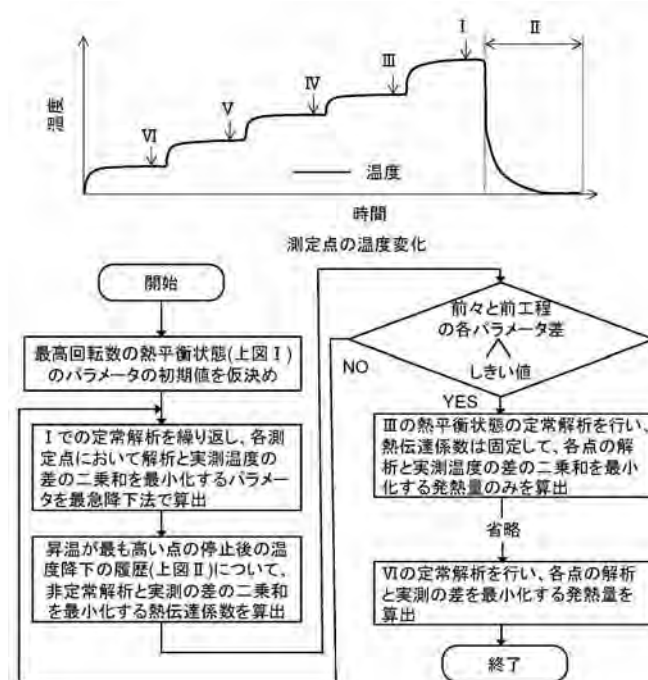 I
II
III
IV
V
VI
温度
温度
時間
測定点の温度変化
開始
最高回転数の熱平衡状態(上図I)
のパラメータの初期値を仮決め
Iでの定常解析を繰り返し、各測
定点において解析と実測温度の
差の二乗和を最小化するパラメー
タを最急降下法で算出
昇温が最も高い点の停止後の温
度降下の履歴(上図II)について、
非定常解析と実測の差の二乗和
を最小化する熱伝達係数を算出
前々と前工程
の各パラメータ差
<
しきい値
NO
YES
IIIの熱平衡状態の定常解析を行い、
熱伝達係数は固定して、各点の解
析と実測温度の差の二乗和を最小
化する発熱量のみを算出
省略
VIの定常解析を行い、各点の解析
と実測の差を最小化する発熱量を
算出
終了